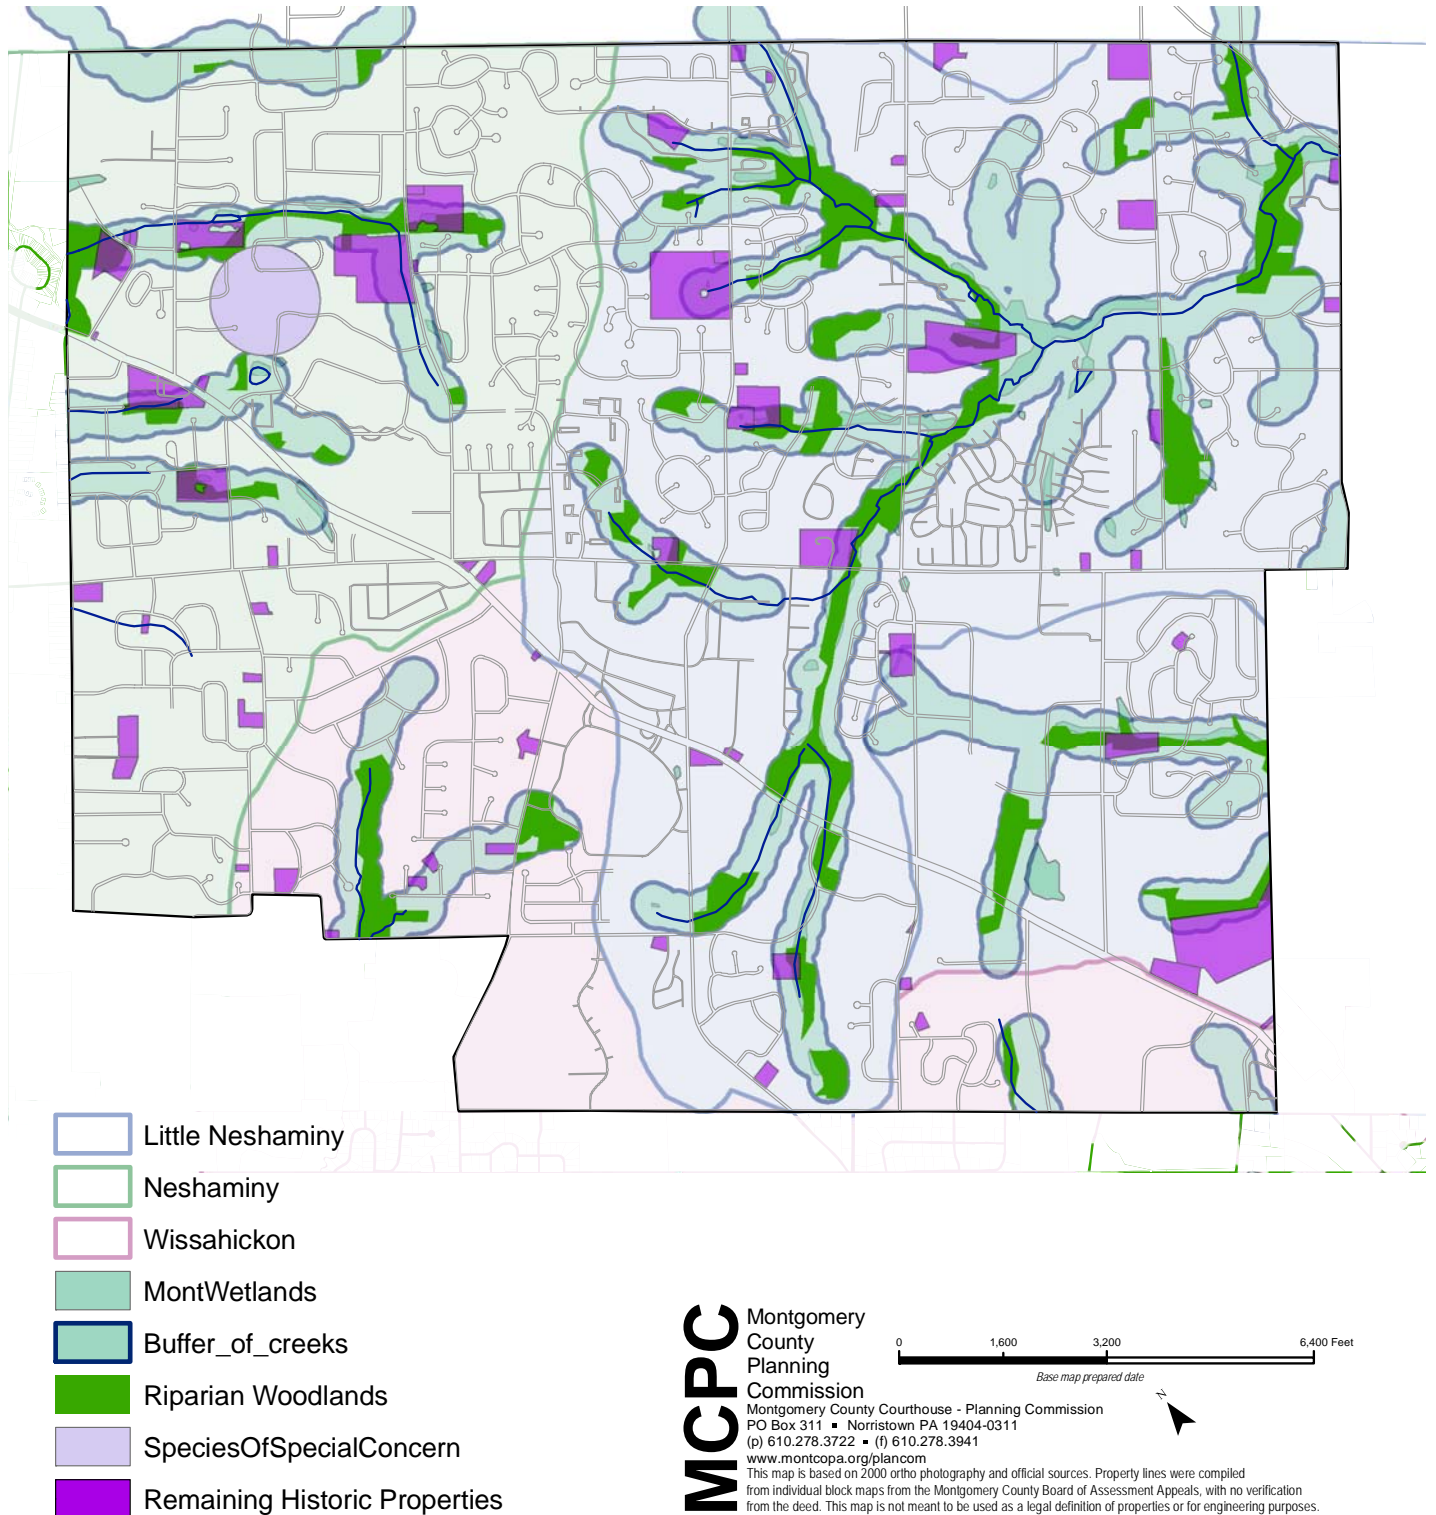 Little Neshaminy
Neshaminy
Wissahickon
MontWetlands
Buffer_of_creeks
Riparian Woodlands
SpeciesOfSpecialConcern
Remaining Historic Properties
MCPC
Montgomery
County
Planning
Commission
Montgomery County Courthouse - Planning Commission
PO Box 311 ▪ Norristown PA 19404-0311
(p) 610.278.3722 ▪ (f) 610.278.3941
www.montcopa.org/plancom
This map is based on 2000 ortho photography and official sources. Property lines were compiled
from individual block maps from the Montgomery County Board of Assessment Appeals, with no verification
from the deed. This map is not meant to be used as a legal definition of properties or for engineering purposes.
0 1,600 3,200 6,400 Feet
Base map prepared date
N